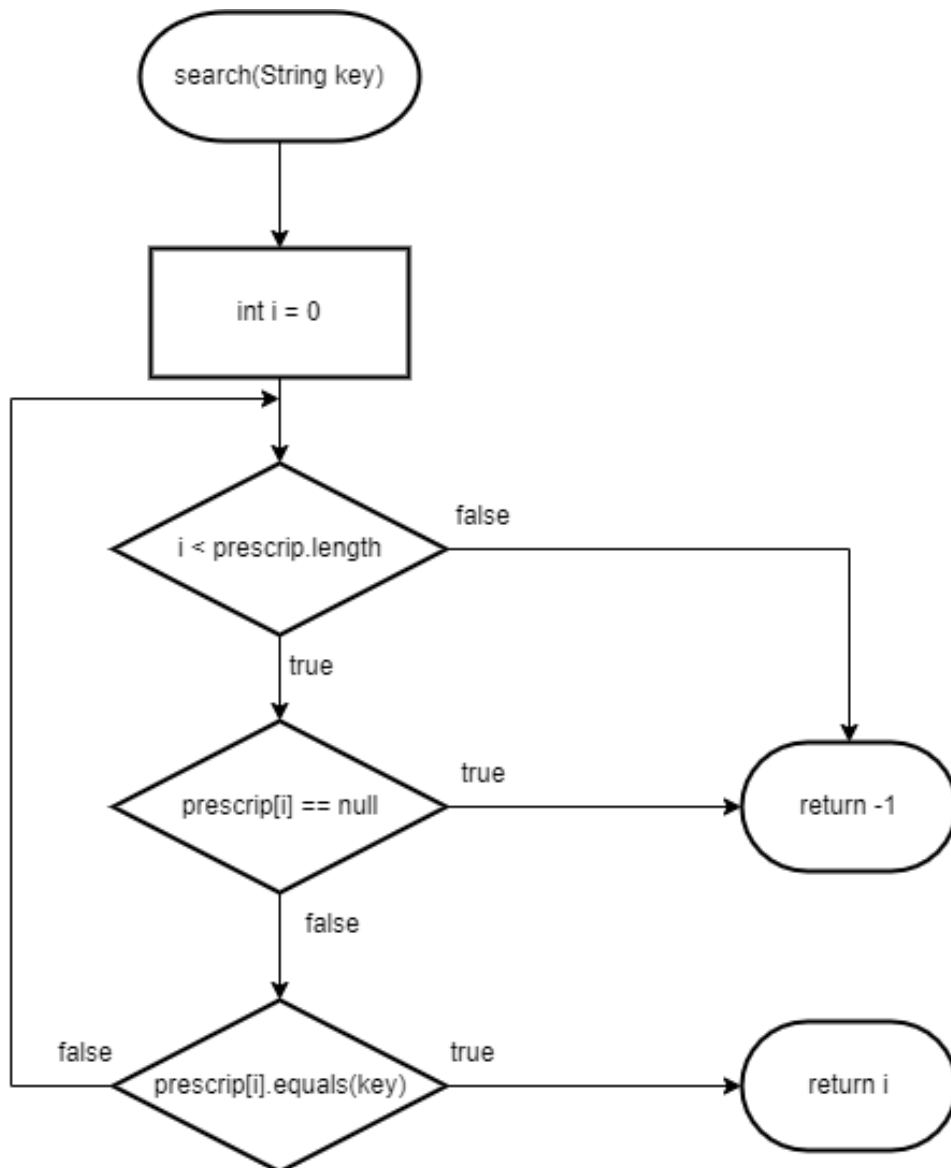 search(String key)
int i = 0
i < prescrip.length
false
true
prescrip[i] == null
true
return -1
false
prescrip[i].equals(key)
false
true
return i